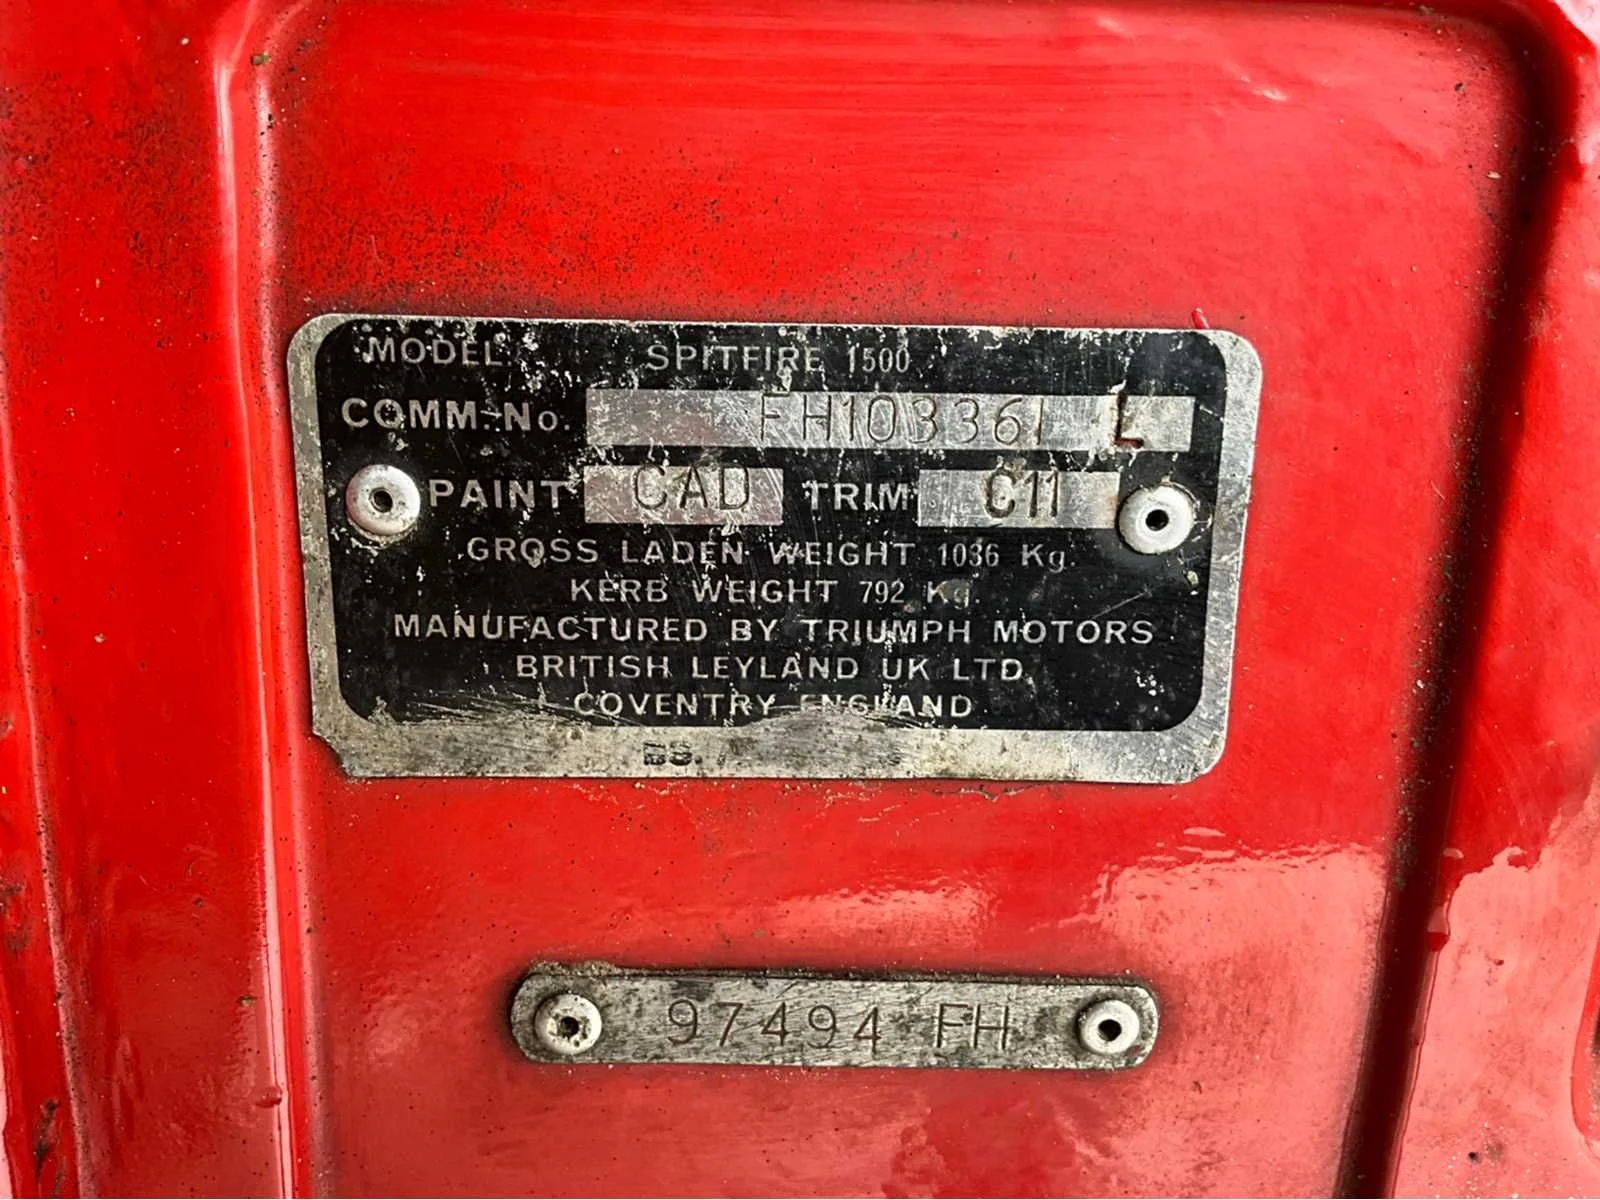 MODEL SPITFIRE 1500
COMM. No. FH103361 L
PAINT CAD TRIM C11
GROSS LADEN WEIGHT 1036 Kg.
KERB WEIGHT 792 Kg.
MANUFACTURED BY TRIUMPH MOTORS
BRITISH LEYLAND UK LTD.
COVENTRY ENGLAND
97494 FH